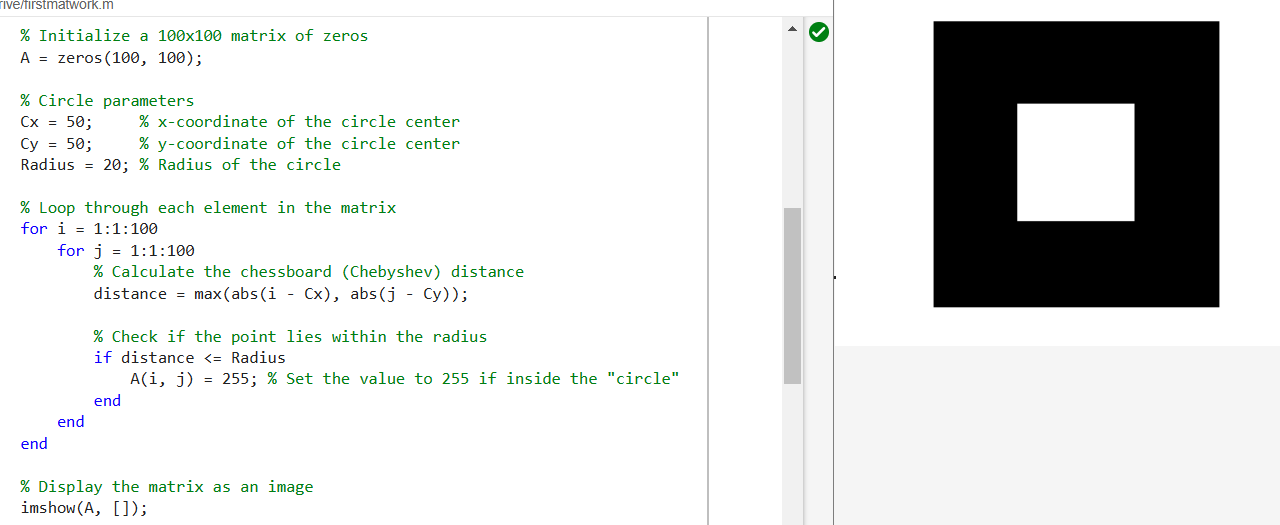 rive/firstmatwork.m
% Initialize a 100x100 matrix of zeros
A = zeros(100, 100);
% Circle parameters
Cx = 50;     % x-coordinate of the circle center
Cy = 50;     % y-coordinate of the circle center
Radius = 20; % Radius of the circle
% Loop through each element in the matrix
for i = 1:1:100
    for j = 1:1:100
        % Calculate the chessboard (Chebyshev) distance
        distance = max(abs(i - Cx), abs(j - Cy));
        % Check if the point lies within the radius
        if distance <= Radius
            A(i, j) = 255; % Set the value to 255 if inside the "circle"
        end
    end
end
% Display the matrix as an image
imshow(A, []);